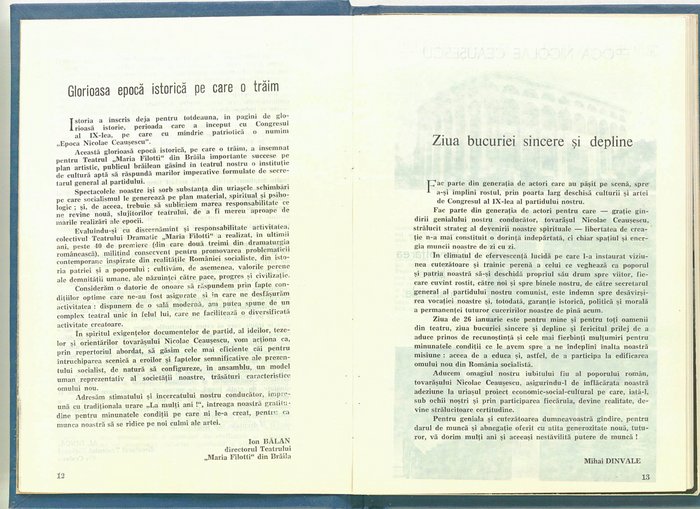 Glorioasa epocă istorică pe care o trăim
Istoria a înscris deja pentru totdeauna, în pagini de glo-
rioasă istorie, perioada care a început cu Congresul
al IX-lea, pe care cu mîndrie patriotică o numim
„Epoca Nicolae Ceaușescu”.
Această glorioasă epocă istorică, pe care o trăim, a însemnat
pentru Teatrul „Maria Filotti” din Brăila importante succese pe
plan artistic, publicul brăilean găsind în teatrul nostru o instituție
de cultură aptă să răspundă marilor imperative formulate de secre-
tarul general al partidului.
Spectacolele noastre își sorb substanța din uriașele schimbări
pe care socialismul le generează pe plan material, spiritual și psiho-
logic ; și, de aceea, trebuie să subliniem marea responsabilitate ce
ne revine nouă, slujitorilor teatrului, de a fi mereu aproape de
marile realizări ale epocii.
Evaluindu-și cu discernămînt și responsabilitate activitatea,
colectivul Teatrului Dramatic „Maria Filotti” a realizat, în ultimii
ani, peste 40 de premiere (din care două treimi din dramaturgia
românească), militînd consecvent pentru promovarea problematicii
contemporane inspirate din realitățile României socialiste, din is-
toria patriei și a poporului ; cultivăm, de asemenea, valorile perene
ale demnității umane, ale năzuinței către pace, progres și civilizație.
Considerăm o datorie de onoare să răspundem prin fapte con-
dițiilor optime care ne-au fost asigurate și în care ne desfășurăm
activitatea : dispunem de o sală modernă, am putea spune de un
complex teatral unic în felul lui, care ne facilitează o diversificată
activitate creatoare.
În spiritul exigențelor documentelor de partid, al ideilor, teze-
lor și orientărilor tovarășului Nicolae Ceaușescu, vom acționa ca,
prin repertoriul abordat, să găsim cele mai eficiente căi pentru
întruchiparea scenică a eroilor și faptelor semnificative ale prezen-
tului socialist, de natură să configureze, în ansamblu, un model
uman reprezentativ al societății noastre, trăsături caracteristice
omului nou.
Adresăm stimatului și încercatului nostru conducător, impre-
ună cu tradiționala urare „La mulți ani !”, întreaga noastră gratitu-
dine pentru minunatele condiții pe care ni le-a creat, pentru ca
munca noastră să se ridice pe noi culmi ale artei.
Ion BĂLAN
directorul Teatrului
„Maria Filotti” din Brăila
12
Ziua bucuriei sincere și depline
Fac parte din generația de actori care au pășit pe scenă, spre
a-și împlini rostul, prin poarta larg deschisă culturii și artei
de Congresul al IX-lea al partidului nostru.
Fac parte din generația de actori pentru care — grație gîn-
dirii genialului nostru conducător, tovarășul Nicolae Ceaușescu,
strălucit strateg al devenirii noastre spirituale — libertatea de crea-
ție n-a mai constituit o dorință îndepărtată, ci chiar spațiul și ener-
gia muncii noastre de zi cu zi.
În climatul de efervescență lucidă pe care l-a instaurat viziu-
nea cutezătoare și trainic perenă a celui ce veghează ca poporul
și patria noastră să-și deschidă propriul său drum spre viitor, fie-
care cuvînt rostit, către noi și spre binele nostru, de către secretarul
general al partidului nostru comunist, este îndemn spre desăvîrși-
rea vocației noastre și, totodată, garanție istorică, politică și morală
a permanenței tuturor cuceririlor noastre de pînă acum.
Ziua de 26 ianuarie este pentru mine și pentru toți oamenii
din teatru, ziua bucuriei sincere și depline și fericitul prilej de a
aduce prinos de recunoștință și cele mai fierbinți mulțumiri pentru
minunatele condiții ce le avem spre a ne îndeplini înalta noastră
misiune : aceea de a educa și, astfel, de a participa la edificarea
omului nou din România socialistă.
Aducem omagiul nostru iubitului fiu al poporului român,
tovarășului Nicolae Ceaușescu, asigurîndu-l de înflăcărata noastră
adeziune la uriașul proiect economic-social-cultural pe care, iată-l,
sub ochii noștri și prin participarea fiecăruia, devine realitate, de-
vine strălucitoare certitudine.
Pentru geniala și cutezătoarea dumneavoastră gîndire, pentru
darul de muncă și abnegație oferit cu atîta generozitate nouă, tutu-
ror, vă dorim mulți ani și aceeași nestăvilită putere de muncă !
Mihai DINVALE
13